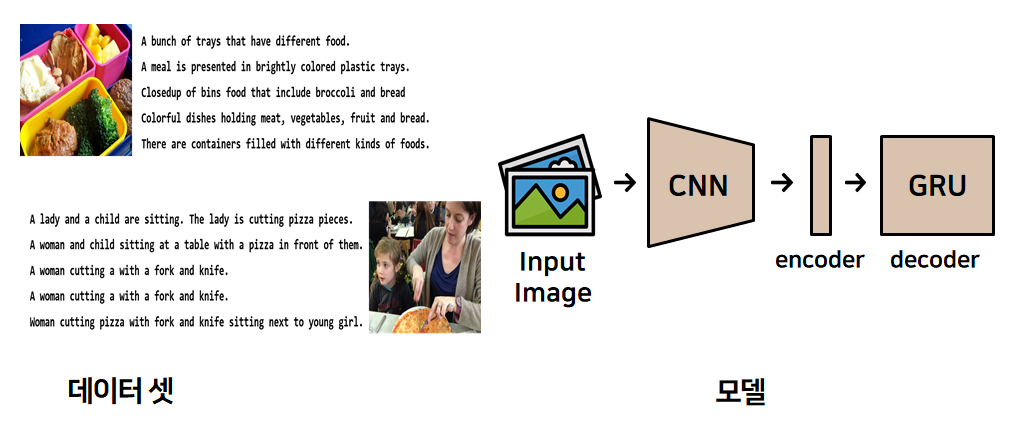 A bunch of trays that have different food.
A meal is presented in brightly colored plastic trays.
Closedup of bins food that include broccoli and bread
Colorful dishes holding meat, vegetables, fruit and bread.
There are containers filled with different kinds of foods.
A lady and a child are sitting. The lady is cutting pizza pieces.
A woman and child sitting at a table with a pizza in front of them.
A woman cutting a with a fork and knife.
A woman cutting a with a fork and knife.
Woman cutting pizza with fork and knife sitting next to young girl.
데이터 셋
CNN
GRU
Input
Image
encoder
decoder
모델